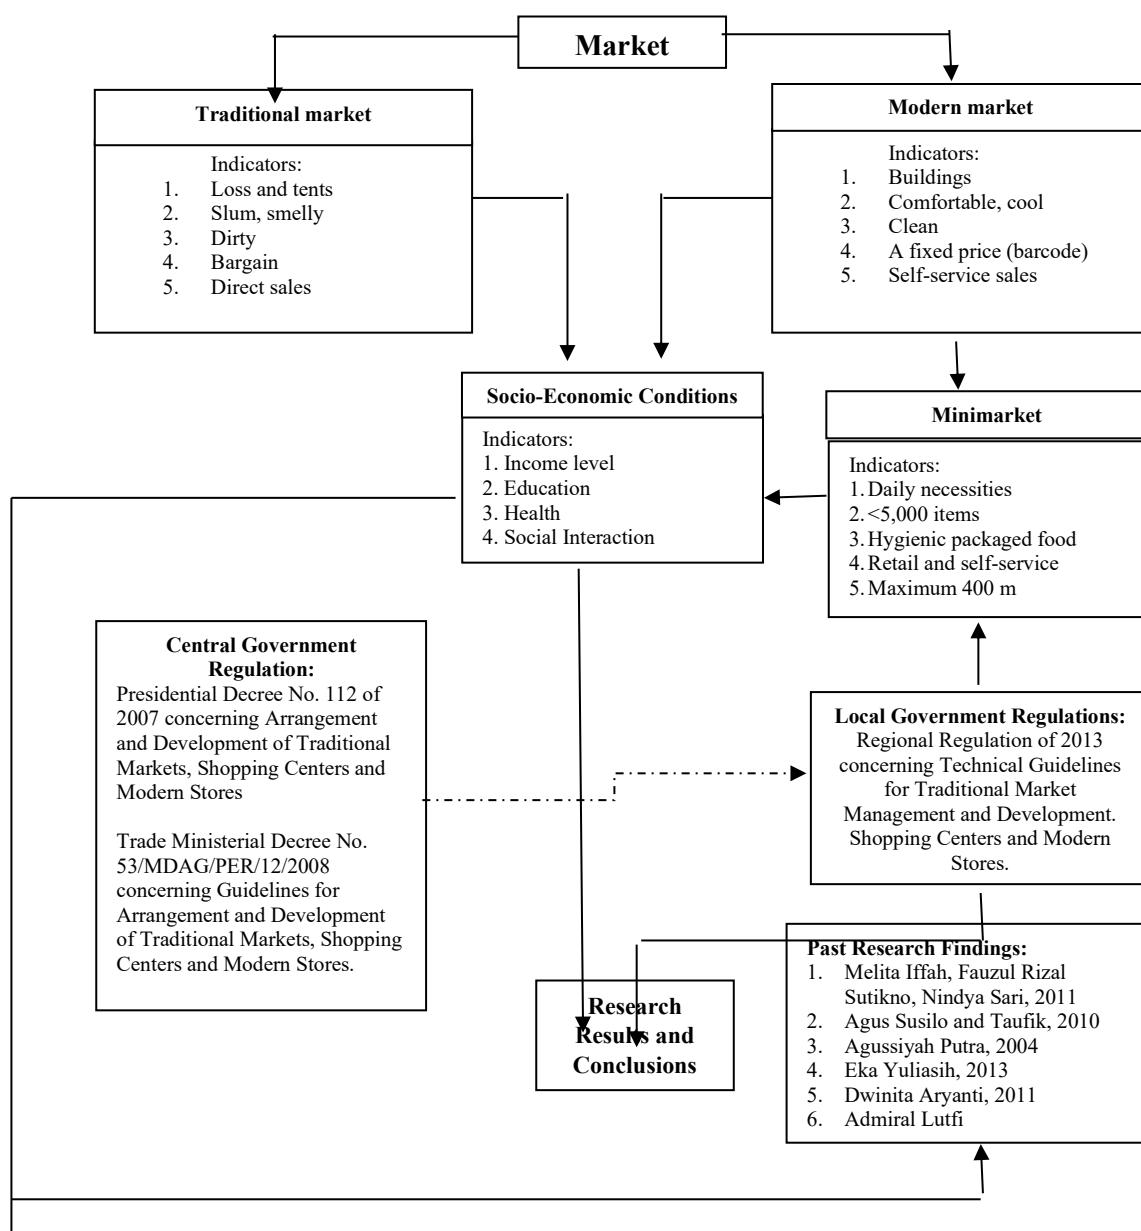 Market
Traditional market
Indicators:
1. Loss and tents
2. Slum, smelly
3. Dirty
4. Bargain
5. Direct sales
Modern market
Indicators:
1. Buildings
2. Comfortable, cool
3. Clean
4. A fixed price (barcode)
5. Self-service sales
Socio-Economic Conditions
Indicators:
1. Income level
2. Education
3. Health
4. Social Interaction
Minimarket
Indicators:
1. Daily necessities
2. <5,000 items
3. Hygienic packaged food
4. Retail and self-service
5. Maximum 400 m
Central Government
Regulation:
Presidential Decree No. 112 of
2007 concerning Arrangement
and Development of Traditional
Markets, Shopping Centers and
Modern Stores
Trade Ministerial Decree No.
53/MDAG/PER/12/2008
concerning Guidelines for
Arrangement and Development
of Traditional Markets, Shopping
Centers and Modern Stores.
Local Government Regulations:
Regional Regulation of 2013
concerning Technical Guidelines
for Traditional Market
Management and Development.
Shopping Centers and Modern
Stores.
Past Research Findings:
1. Melita Iffah, Fauzul Rizal
Sutikno, Nindya Sari, 2011
2. Agus Susilo and Taufik, 2010
3. Agussiyah Putra, 2004
4. Eka Yuliasih, 2013
5. Dwinita Aryanti, 2011
6. Admiral Lutfi
Research
Results and
Conclusions